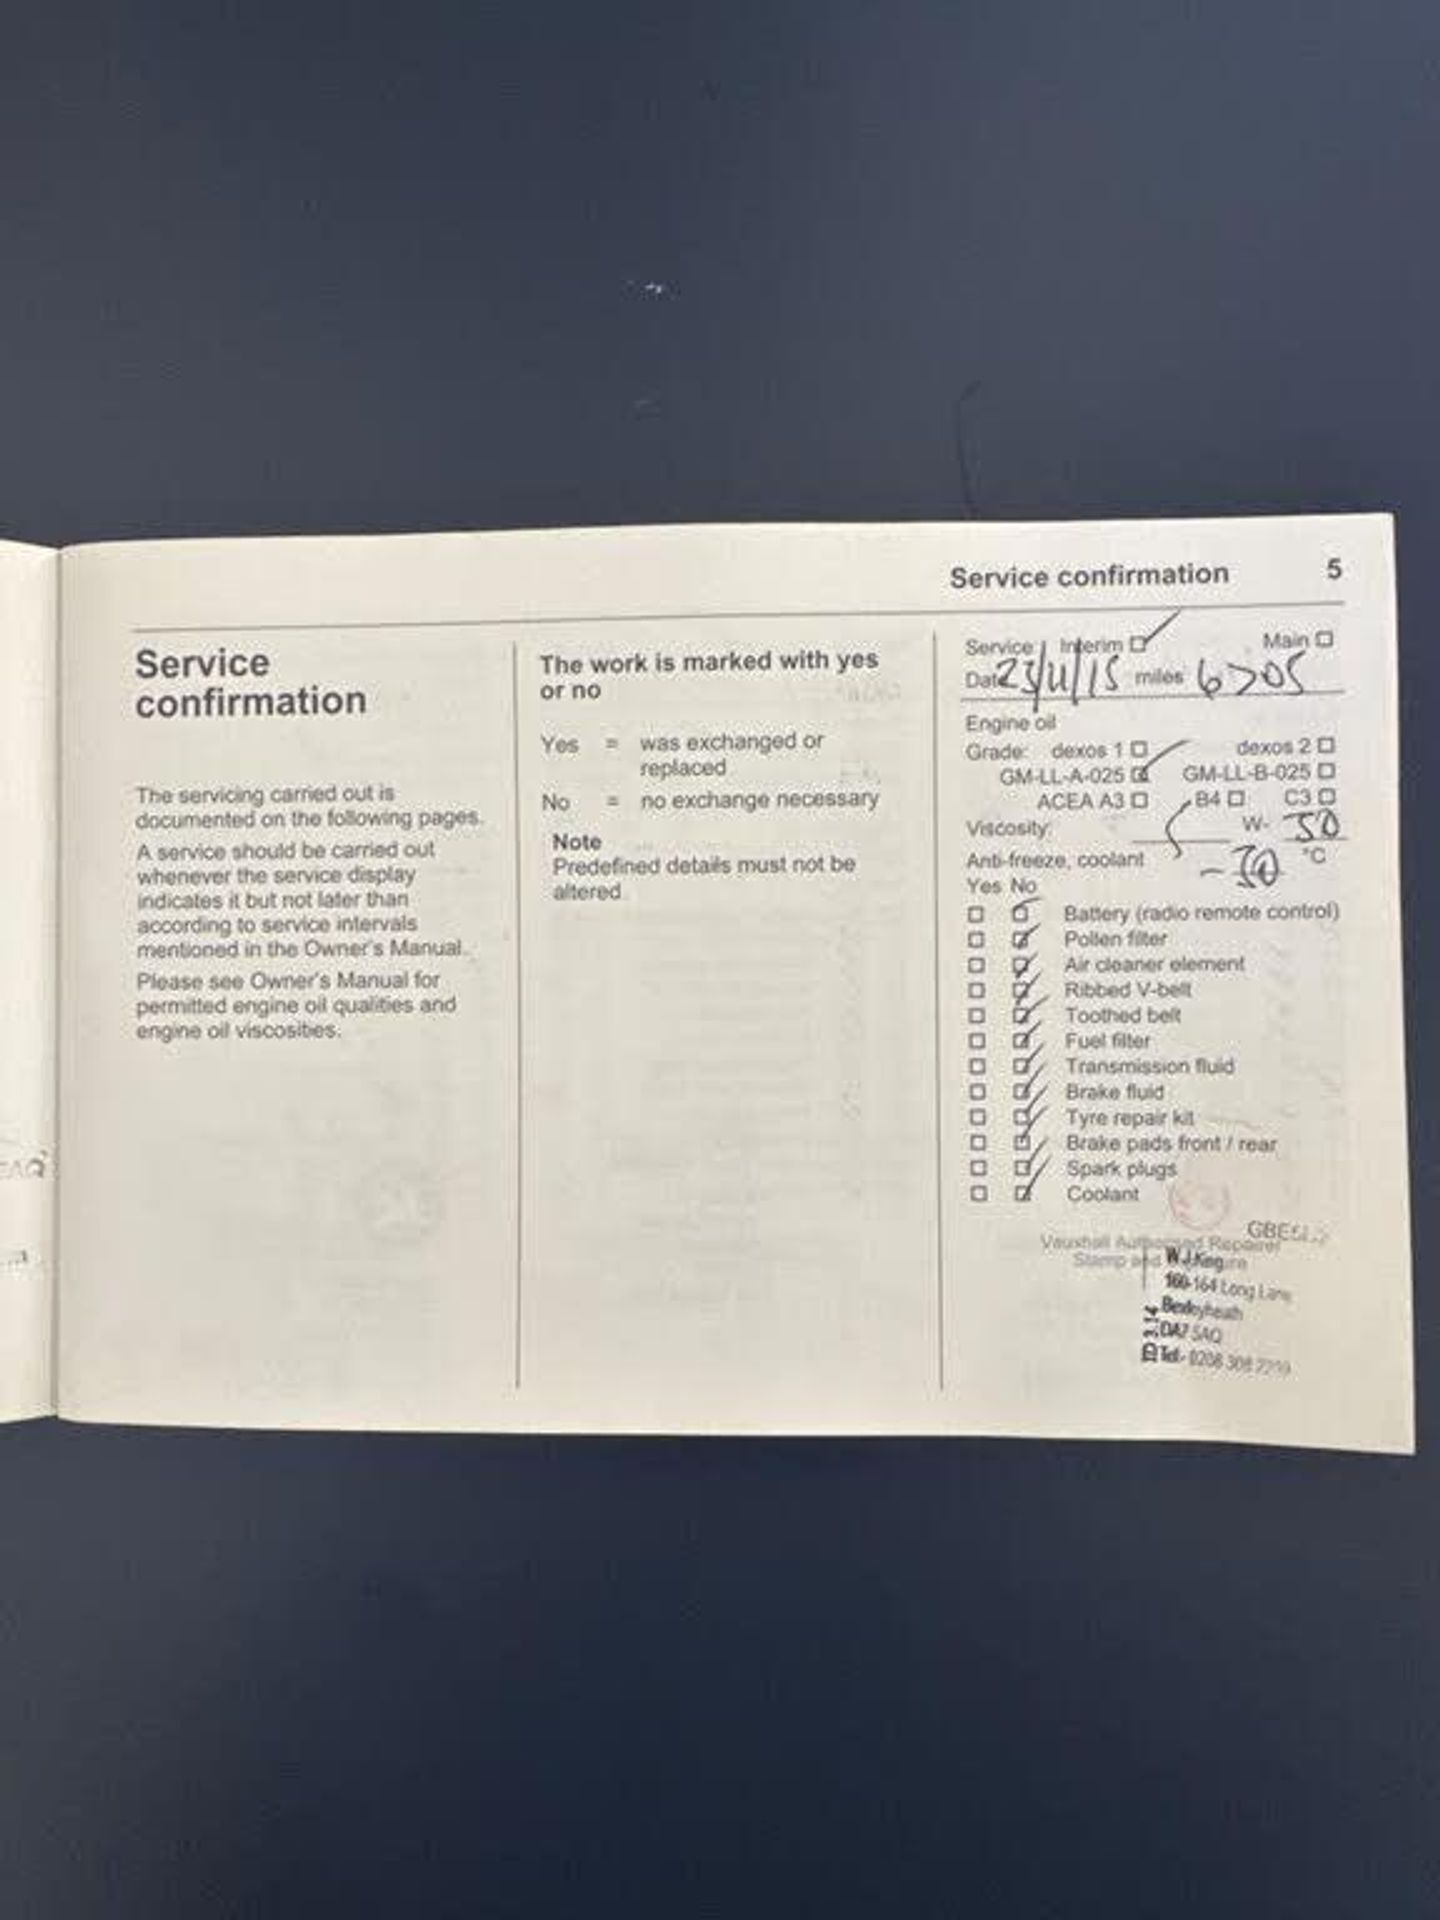 Service confirmation 5
Service
confirmation
The servicing carried out is
documented on the following pages.
A service should be carried out
whenever the service display
indicates it but not later than
according to service intervals
mentioned in the Owner's Manual.
Please see Owner's Manual for
permitted engine oil qualities and
engine oil viscosities.
The work is marked with yes
or no
Yes = was exchanged or
replaced
No = no exchange necessary
Note
Predefined details must not be
altered.
Service: Interim Main
Date 23/11/15 miles 6705
Engine oil
Grade: dexos 1 dexos 2
GM-LL-A-025 GM-LL-B-025
ACEA A3 B4 C3
Viscosity: W- 30
Anti-freeze, coolant -30 °C
Yes No
Battery (radio remote control)
Pollen filter
Air cleaner element
Ribbed V-belt
Toothed belt
Fuel filter
Transmission fluid
Brake fluid
Tyre repair kit
Brake pads front / rear
Spark plugs
Coolant
Vauxhall Authorised Repairer
Stamp and
W J King
160-164 Long Lane
Bexleyheath
DA7 5AQ
Tel:- 0208 308